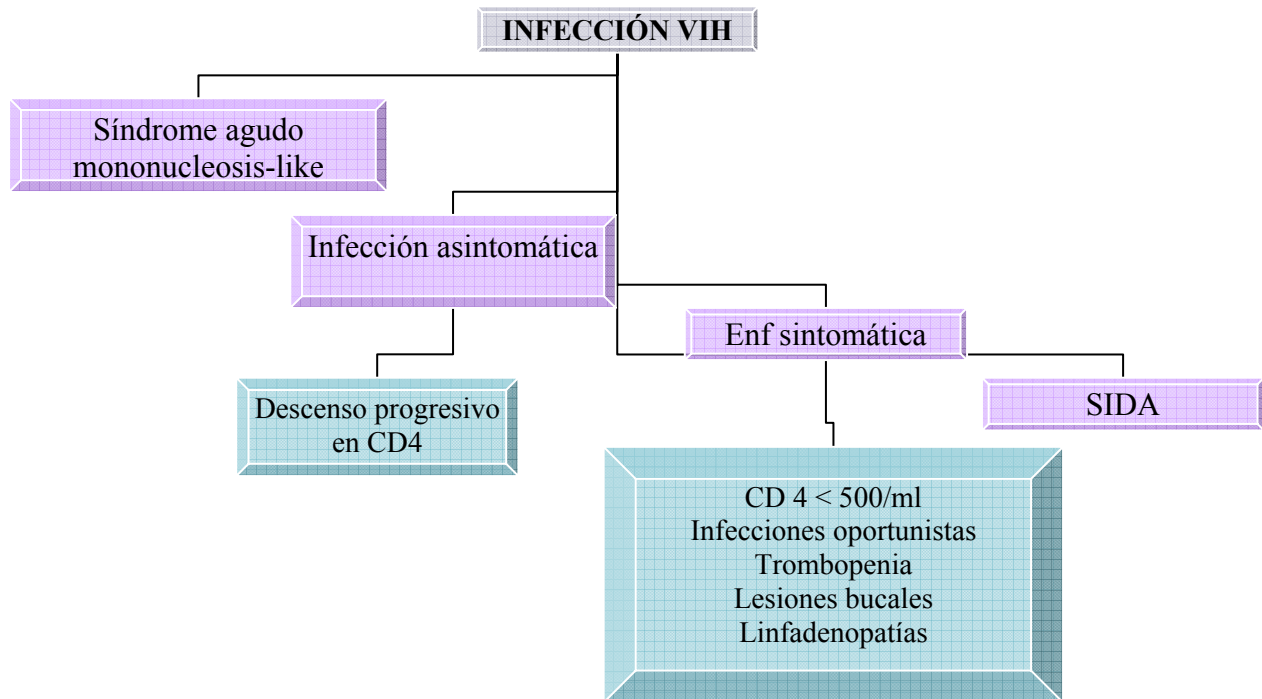 INFECCIÓN VIH
Síndrome agudo
mononucleosis-like
Infección asintomática
Enf sintomática
Descenso progresivo
en CD4
SIDA
CD 4 < 500/ml
Infecciones oportunistas
Trombopenia
Lesiones bucales
Linfadenopatías